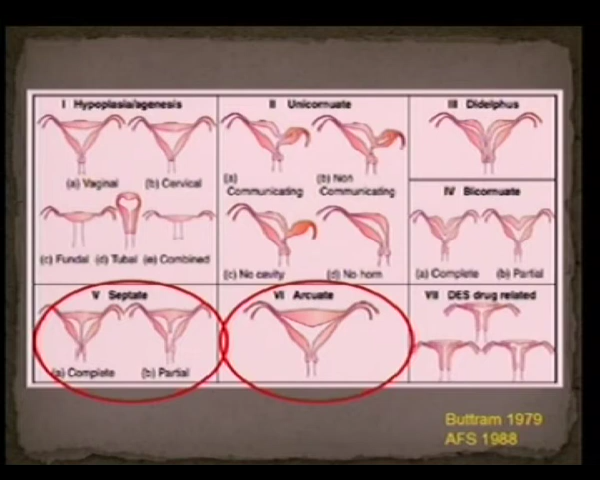 I Hypoplasia/agenesis
(a) Vaginal (b) Cervical
(c) Fundal (d) Tubal (e) Combined
II Unicornuate
(a) Communicating
(b) Non Communicating
(c) No cavity (d) No horn
III Didelphus
IV Bicornuate
(a) Complete (b) Partial
V Septate
(a) Complete (b) Partial
VI Arcuate
VII DES drug related
Buttram 1979
AFS 1988